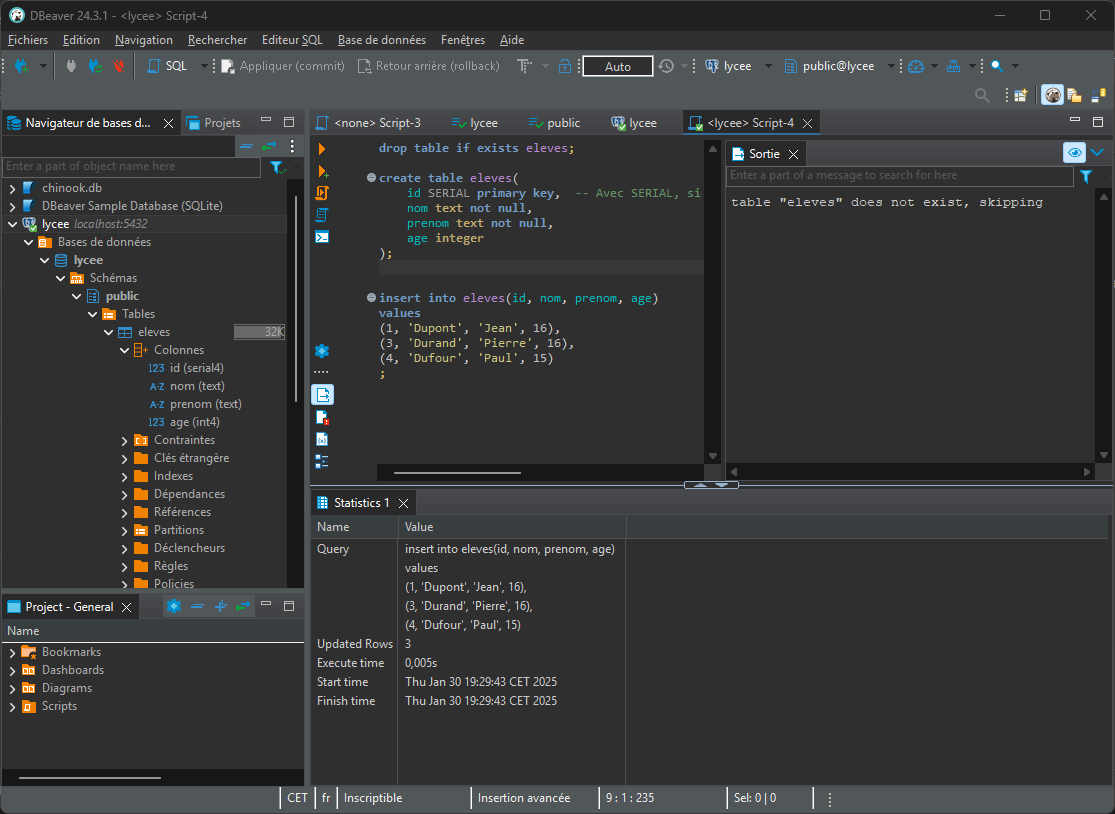 DBeaver 24.3.1 - <lycee> Script-4
Fichiers Edition Navigation Rechercher Editeur SQL Base de données Fenêtres Aide
SQL Appliquer (commit) Retour arrière (rollback) Auto lycee public@lycee
Navigateur de bases d... Projets
Enter a part of object name here
chinook.db
DBeaver Sample Database (SQLite)
lycee localhost:5432
Bases de données
lycee
Schémas
public
Tables
eleves 32K
Colonnes
123 id (serial4)
A-Z nom (text)
A-Z prenom (text)
123 age (int4)
Contraintes
Clés étrangère
Indexes
Dépendances
Références
Partitions
Déclencheurs
Règles
Policies
Project - General
Name
Bookmarks
Dashboards
Diagrams
Scripts
<none> Script-3 lycee public lycee <lycee> Script-4
drop table if exists eleves;
create table eleves(
id SERIAL primary key, -- Avec SERIAL, si
nom text not null,
prenom text not null,
age integer
);
insert into eleves(id, nom, prenom, age)
values
(1, 'Dupont', 'Jean', 16),
(3, 'Durand', 'Pierre', 16),
(4, 'Dufour', 'Paul', 15)
;
Sortie
Enter a part of a message to search for here
table "eleves" does not exist, skipping
Statistics 1
Name Value
Query insert into eleves(id, nom, prenom, age)
values
(1, 'Dupont', 'Jean', 16),
(3, 'Durand', 'Pierre', 16),
(4, 'Dufour', 'Paul', 15)
Updated Rows 3
Execute time 0,005s
Start time Thu Jan 30 19:29:43 CET 2025
Finish time Thu Jan 30 19:29:43 CET 2025
CET fr Inscriptible Insertion avancée 9 : 1 : 235 Sel: 0 | 0